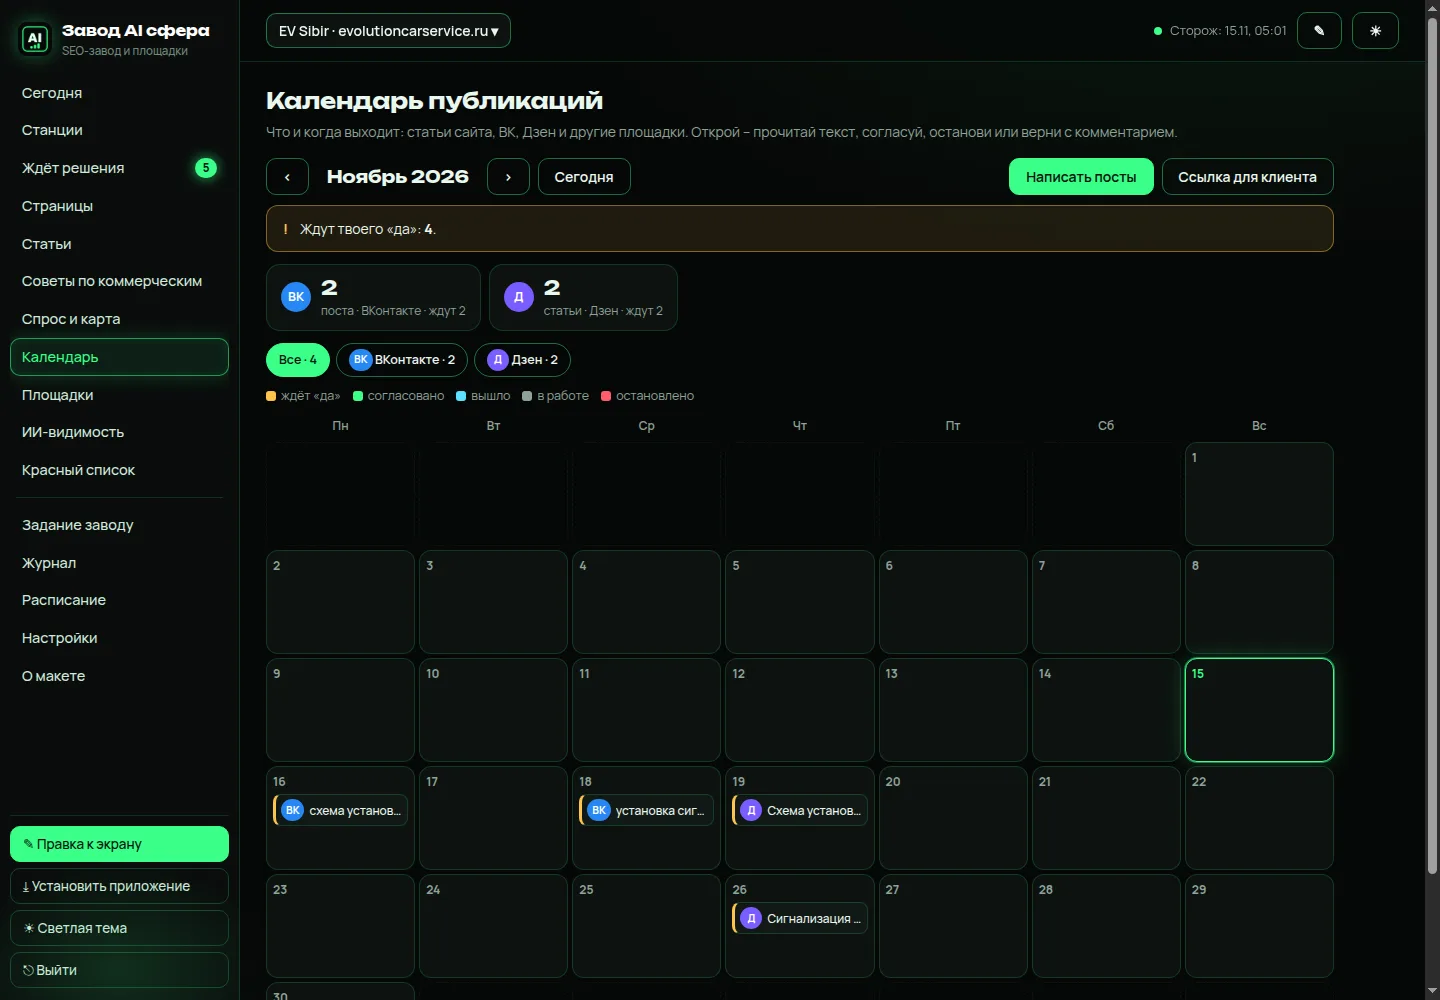 AI
Завод AI сфера
SEO-завод и площадки
Сегодня
Станции
Ждёт решения 5
Страницы
Статьи
Советы по коммерческим
Спрос и карта
Календарь
Площадки
ИИ-видимость
Красный список
Задание заводу
Журнал
Расписание
Настройки
О макете
✎ Правка к экрану
⤓ Установить приложение
☀ Светлая тема
⎋ Выйти
EV Sibir · evolutioncarservice.ru ▾
Сторож: 15.11, 05:01
✎
☀
Календарь публикаций
Что и когда выходит: статьи сайта, ВК, Дзен и другие площадки. Открой – прочитай текст, согласуй, останови или верни с комментарием.
‹ Ноябрь 2026 › Сегодня
Написать посты
Ссылка для клиента
! Ждут твоего «да»: 4.
ВК 2
поста · ВКонтакте · ждут 2
Д 2
статьи · Дзен · ждут 2
Все · 4
ВК ВКонтакте · 2
Д Дзен · 2
ждёт «да» согласовано вышло в работе остановлено
Пн Вт Ср Чт Пт Сб Вс
1
2 3 4 5 6 7 8
9 10 11 12 13 14 15
16 17 18 19 20 21 22
ВК схема установ...
ВК установка сиг...
Д Схема установ...
23 24 25 26 27 28 29
Д Сигнализация ...
30